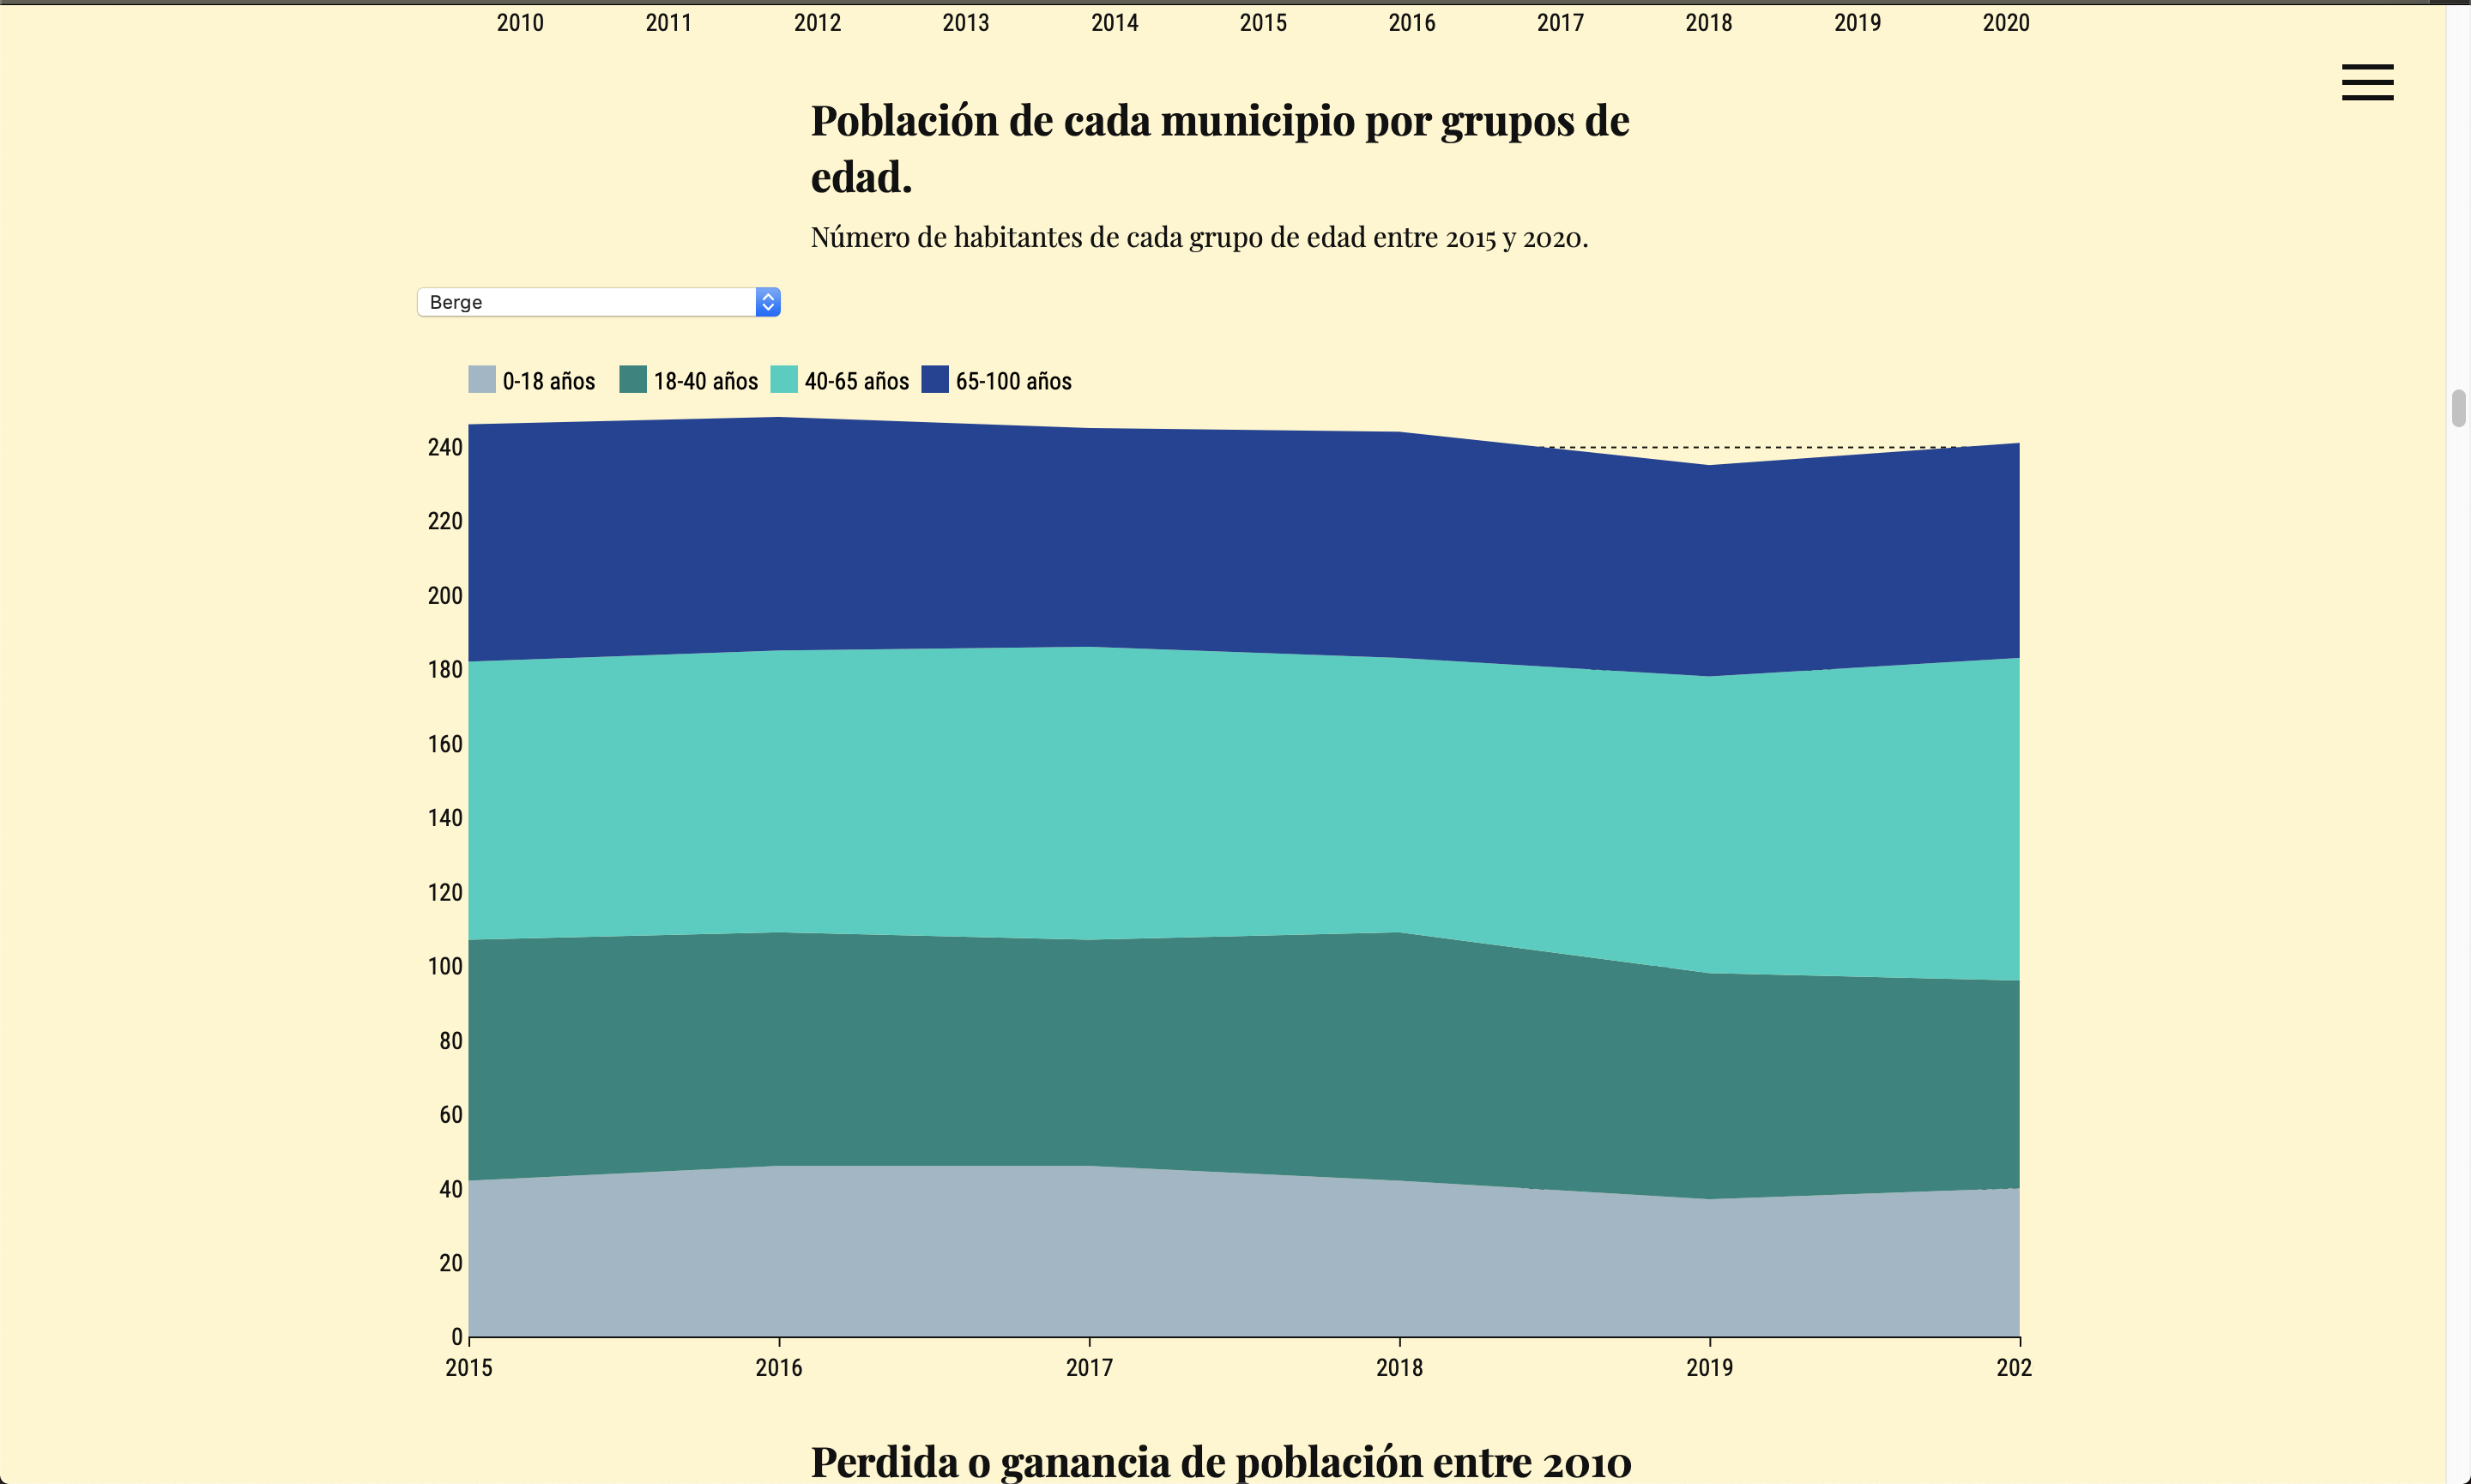 2010 2011 2012 2013 2014 2015 2016 2017 2018 2019 2020
Población de cada municipio por grupos de
edad.
Número de habitantes de cada grupo de edad entre 2015 y 2020.
Berge
0-18 años 18-40 años 40-65 años 65-100 años
240
220
200
180
160
140
120
100
80
60
40
20
0
2015 2016 2017 2018 2019 202
Perdida o ganancia de población entre 2010